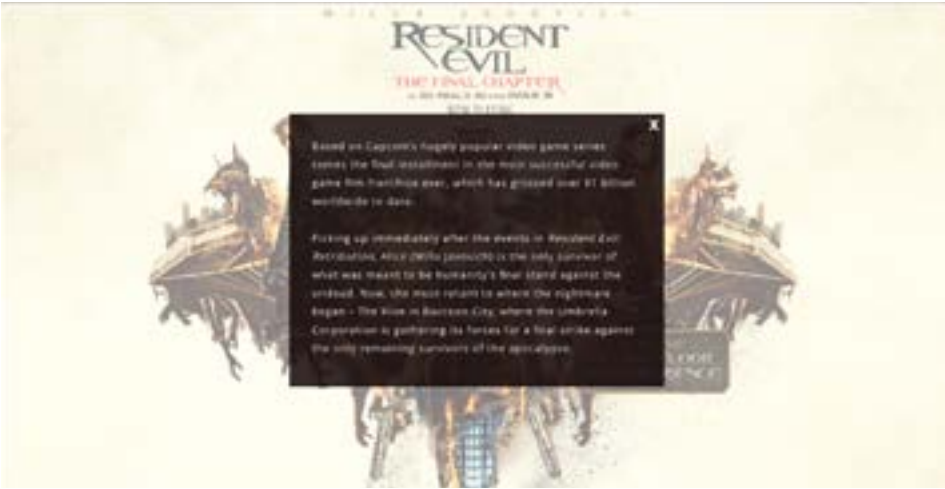 RESIDENT
EVIL
THE FINAL CHAPTER
X
Based on Capcom's hugely popular video game series
comes the final installment in the most successful video
game film franchise ever, which has grossed over $1 billion
worldwide to date.
Picking up immediately after the events in Resident Evil:
Retribution, Alice (Milla Jovovich) is the only survivor of
what was meant to be humanity's final stand against the
undead. Now, she must return to where the nightmare
began - The Hive in Raccoon City, where the Umbrella
Corporation is gathering its forces for a final strike against
the only remaining survivors of the apocalypse.